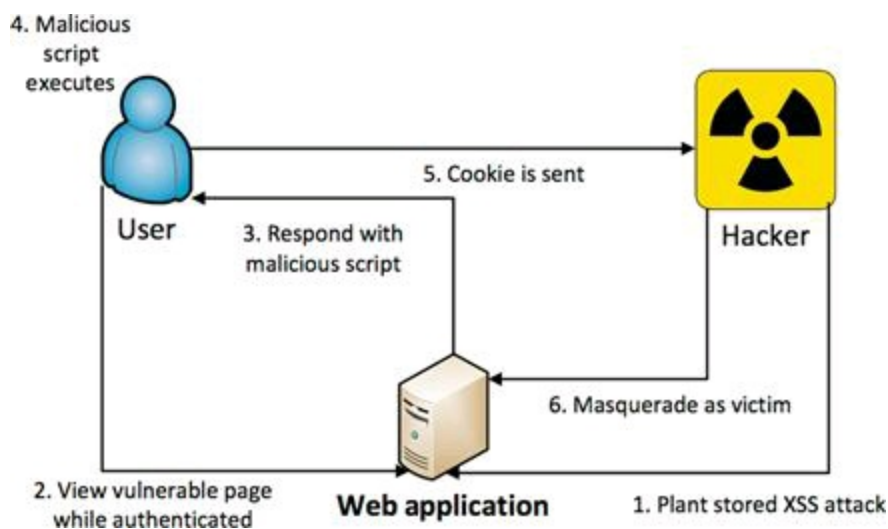 4. Malicious
script
executes
5. Cookie is sent
User
3. Respond with
malicious script
Hacker
6. Masquerade as victim
2. View vulnerable page
while authenticated
Web application
1. Plant stored XSS attack